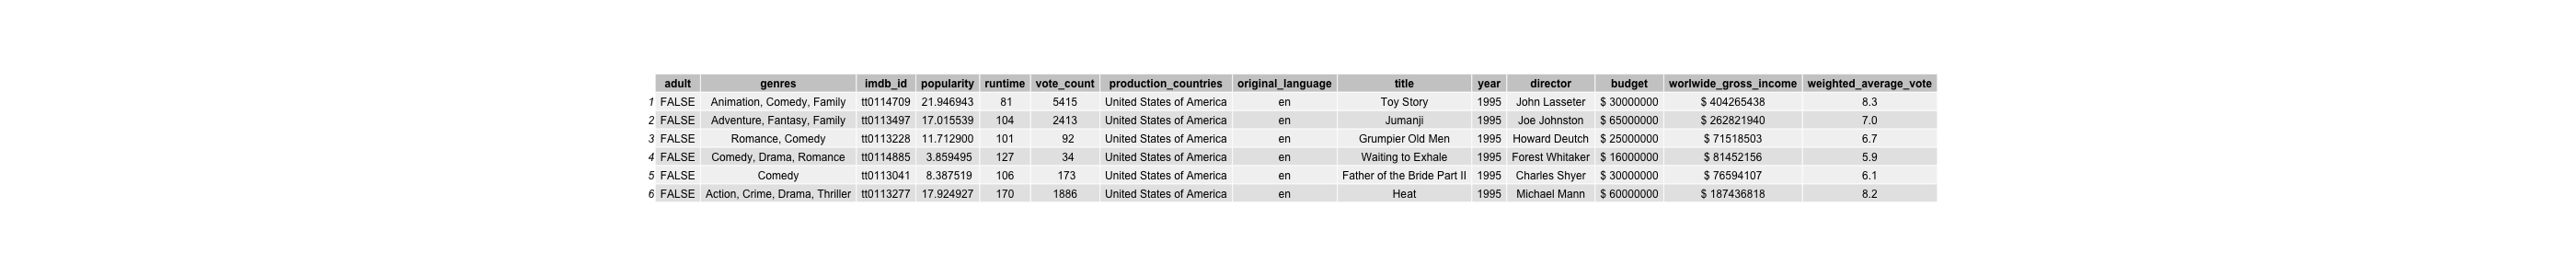 adult genres imdb_id popularity runtime vote_count production_countries original_language title year director budget worlwide_gross_income weighted_average_vote
1 FALSE Animation, Comedy, Family tt0114709 21.946943 81 5415 United States of America en Toy Story 1995 John Lasseter $ 30000000 $ 404265438 8.3
2 FALSE Adventure, Fantasy, Family tt0113497 17.015539 104 2413 United States of America en Jumanji 1995 Joe Johnston $ 65000000 $ 262821940 7.0
3 FALSE Romance, Comedy tt0113228 11.712900 101 92 United States of America en Grumpier Old Men 1995 Howard Deutch $ 25000000 $ 71518503 6.7
4 FALSE Comedy, Drama, Romance tt0114885 3.859495 127 34 United States of America en Waiting to Exhale 1995 Forest Whitaker $ 16000000 $ 81452156 5.9
5 FALSE Comedy tt0113041 8.387519 106 173 United States of America en Father of the Bride Part II 1995 Charles Shyer $ 30000000 $ 76594107 6.1
6 FALSE Action, Crime, Drama, Thriller tt0113277 17.924927 170 1886 United States of America en Heat 1995 Michael Mann $ 60000000 $ 187436818 8.2